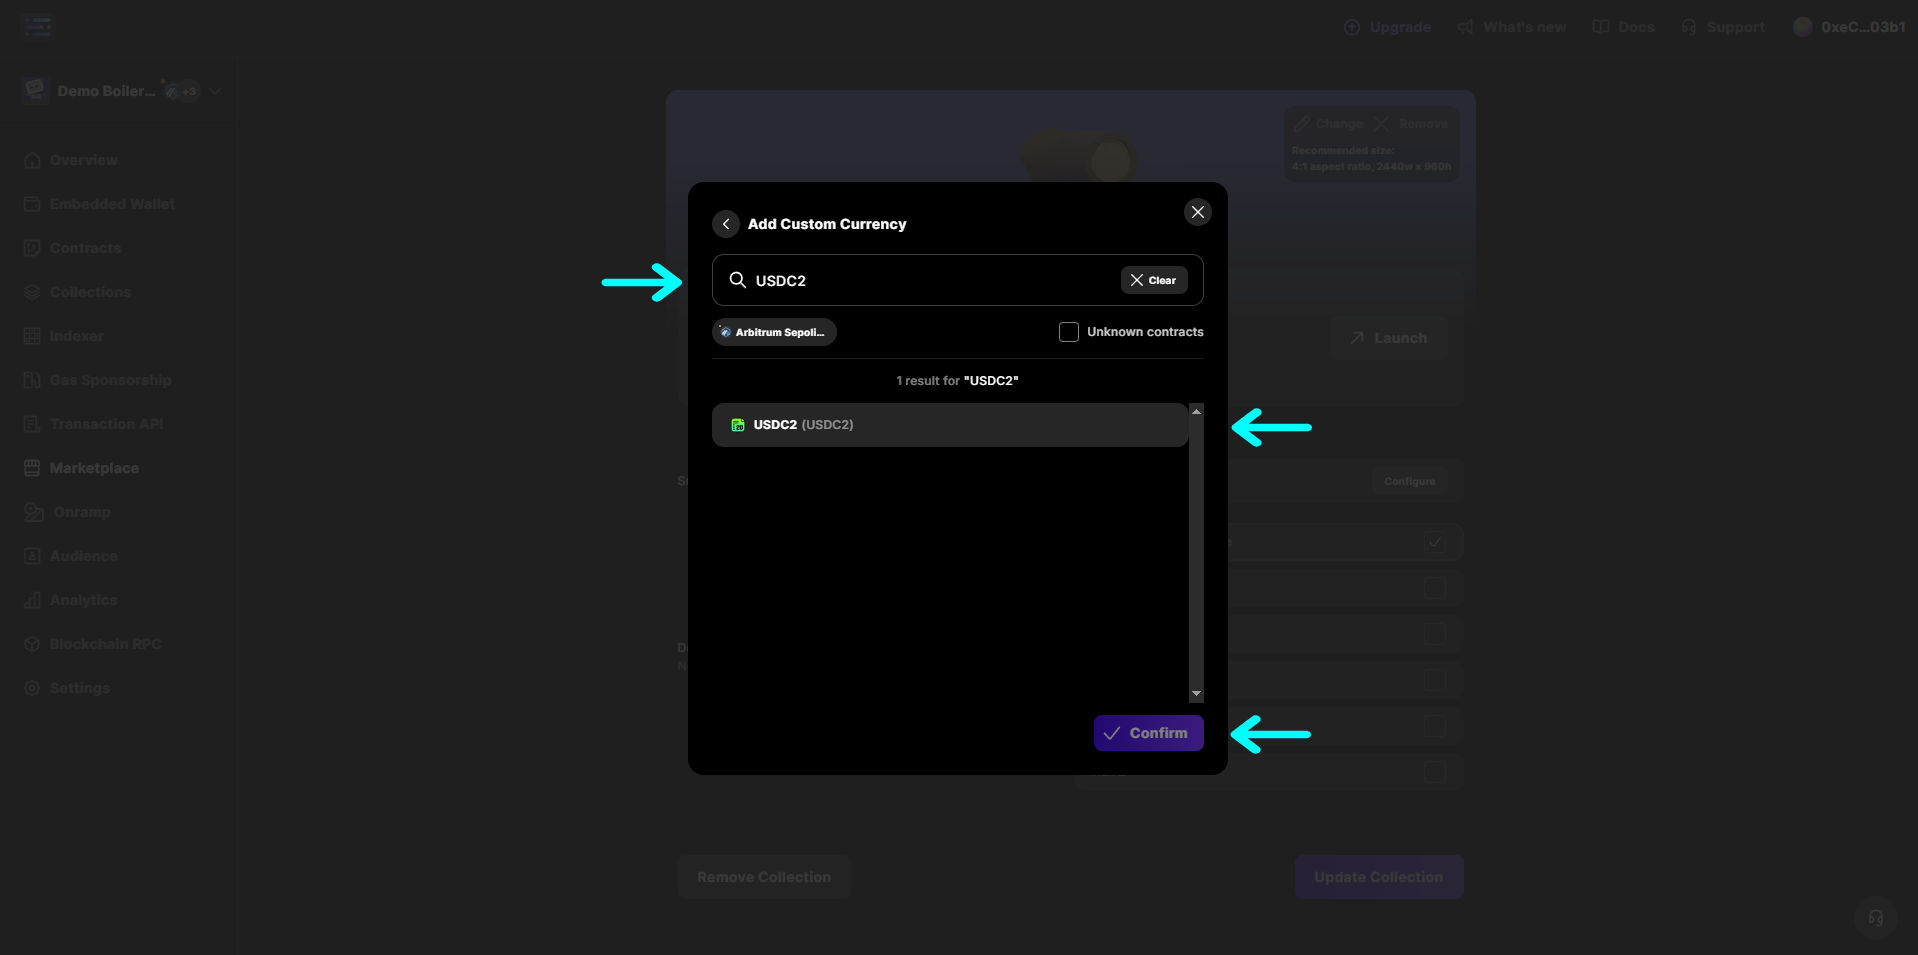 Upgrade
What's new
Docs
Support
0xeC...03b1
Demo Boiler...
+3
Overview
Embedded Wallet
Contracts
Collections
Indexer
Gas Sponsorship
Transaction API
Marketplace
Onramp
Audience
Analytics
Blockchain RPC
Settings
Change
Remove
Recommended size:
4:1 aspect ratio, 2440w x 960h
Add Custom Currency
USDC2
Clear
Arbitrum Sepoli...
Unknown contracts
1 result for "USDC2"
USDC2 (USDC2)
Confirm
Launch
Configure
Remove Collection
Update Collection